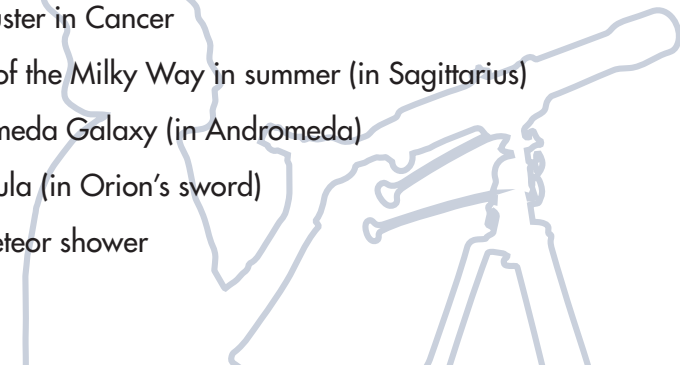 uster in Cancer
of the Milky Way in summer (in Sagittarius)
meda Galaxy (in Andromeda)
ula (in Orion’s sword)
eteor shower